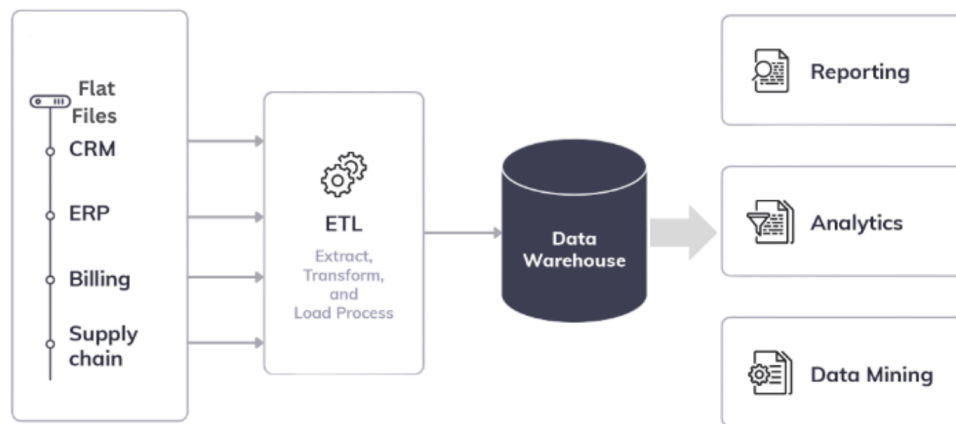 Flat
Files
CRM
ERP
Billing
Supply
chain
ETL
Extract,
Transform,
and
Load Process
Data
Warehouse
Reporting
Analytics
Data Mining